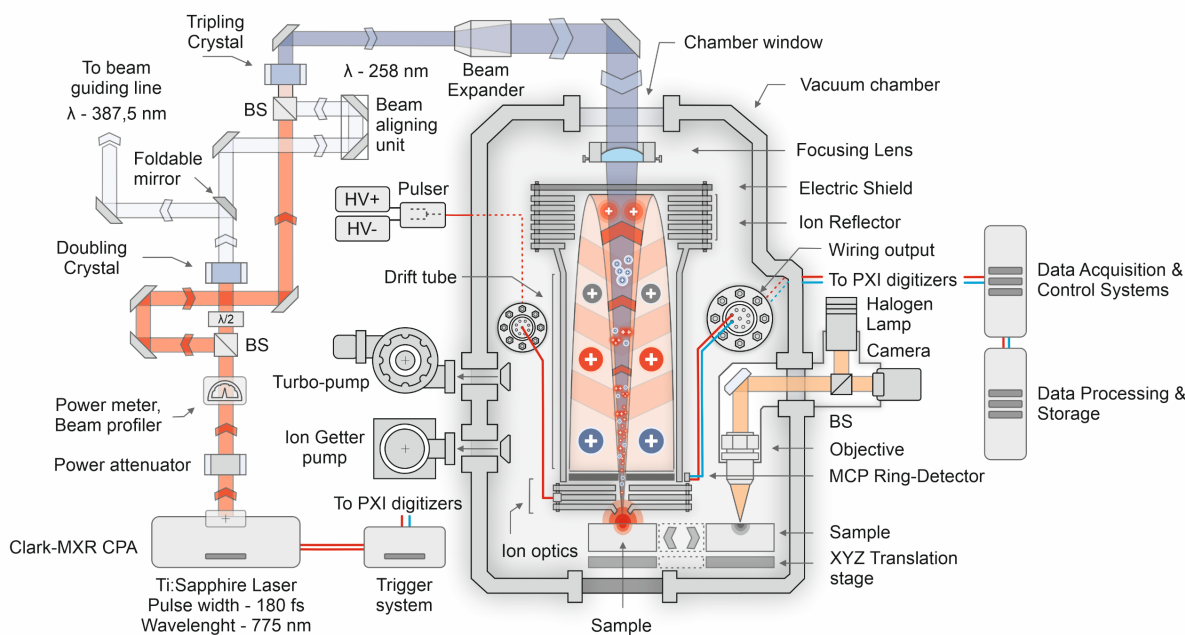 Tripling
Crystal
To beam
guiding line
λ - 387,5 nm
BS
λ - 258 nm
Beam
Expander
Beam
aligning
unit
Foldable
mirror
Doubling
Crystal
λ/2
BS
Power meter,
Beam profiler
Power attenuator
Clark-MXR CPA
Ti:Sapphire Laser
Pulse width - 180 fs
Wavelenght - 775 nm
To PXI digitizers
Trigger
system
HV+
HV-
Pulser
Drift tube
Turbo-pump
Ion Getter
pump
Ion optics
Sample
Chamber window
Vacuum chamber
Focusing Lens
Electric Shield
Ion Reflector
Wiring output
To PXI digitizers
Halogen
Lamp
Camera
BS
Objective
MCP Ring-Detector
Sample
XYZ Translation
stage
Data Acquisition &
Control Systems
Data Processing &
Storage